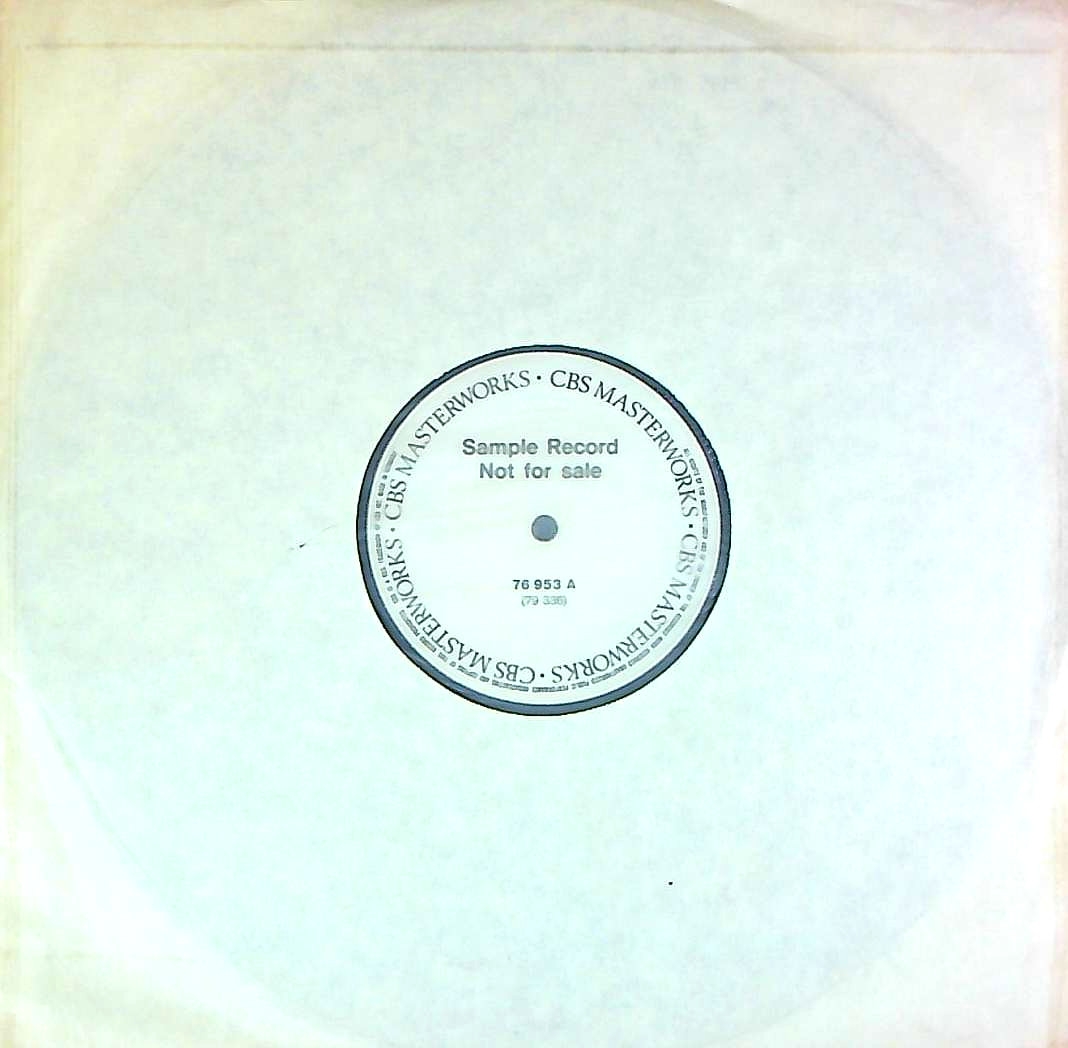 CBS MASTERWORKS · CBS MASTERWORKS · CBS MASTERWORKS · CBS MASTERWORKS ·
Sample Record
Not for sale
76 953 A
(79 336)